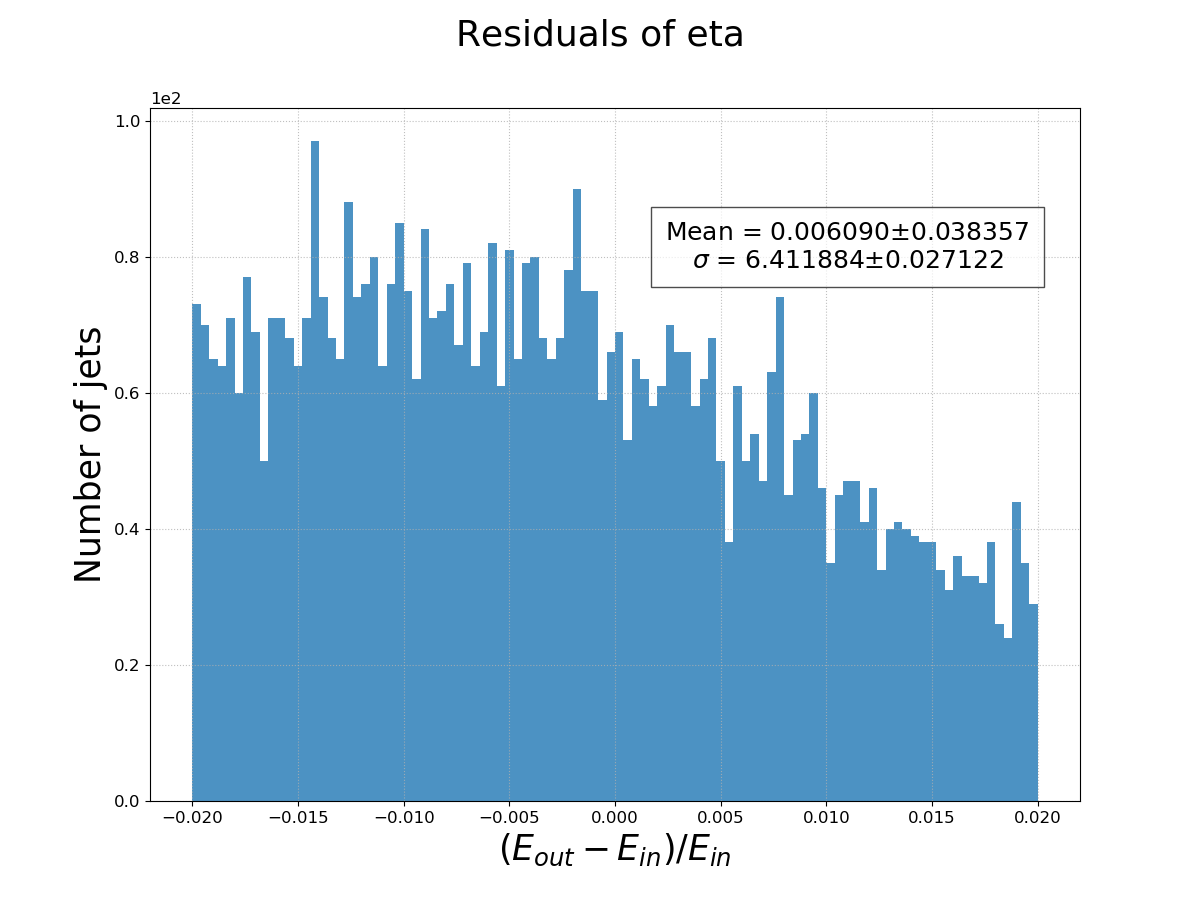 Residuals of eta
1e2
1.0
0.8
0.6
0.4
0.2
0.0
Number of jets
Mean = 0.006090±0.038357
σ = 6.411884±0.027122
−0.020 −0.015 −0.010 −0.005 0.000 0.005 0.010 0.015 0.020
(E_out − E_in)/E_in